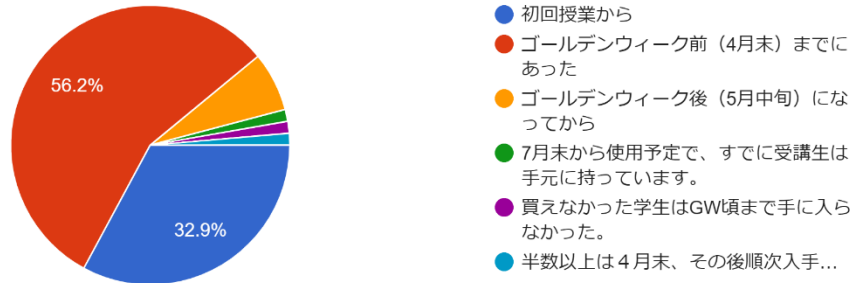 56.2%
32.9%
初回授業から
ゴールデンウィーク前（4月末）までに
あった
ゴールデンウィーク後（5月中旬）にな
ってから
7月末から使用予定で、すでに受講生は
手元に持っています。
買えなかった学生はGW頃まで手に入ら
なかった。
半数以上は４月末、その後順次入手…